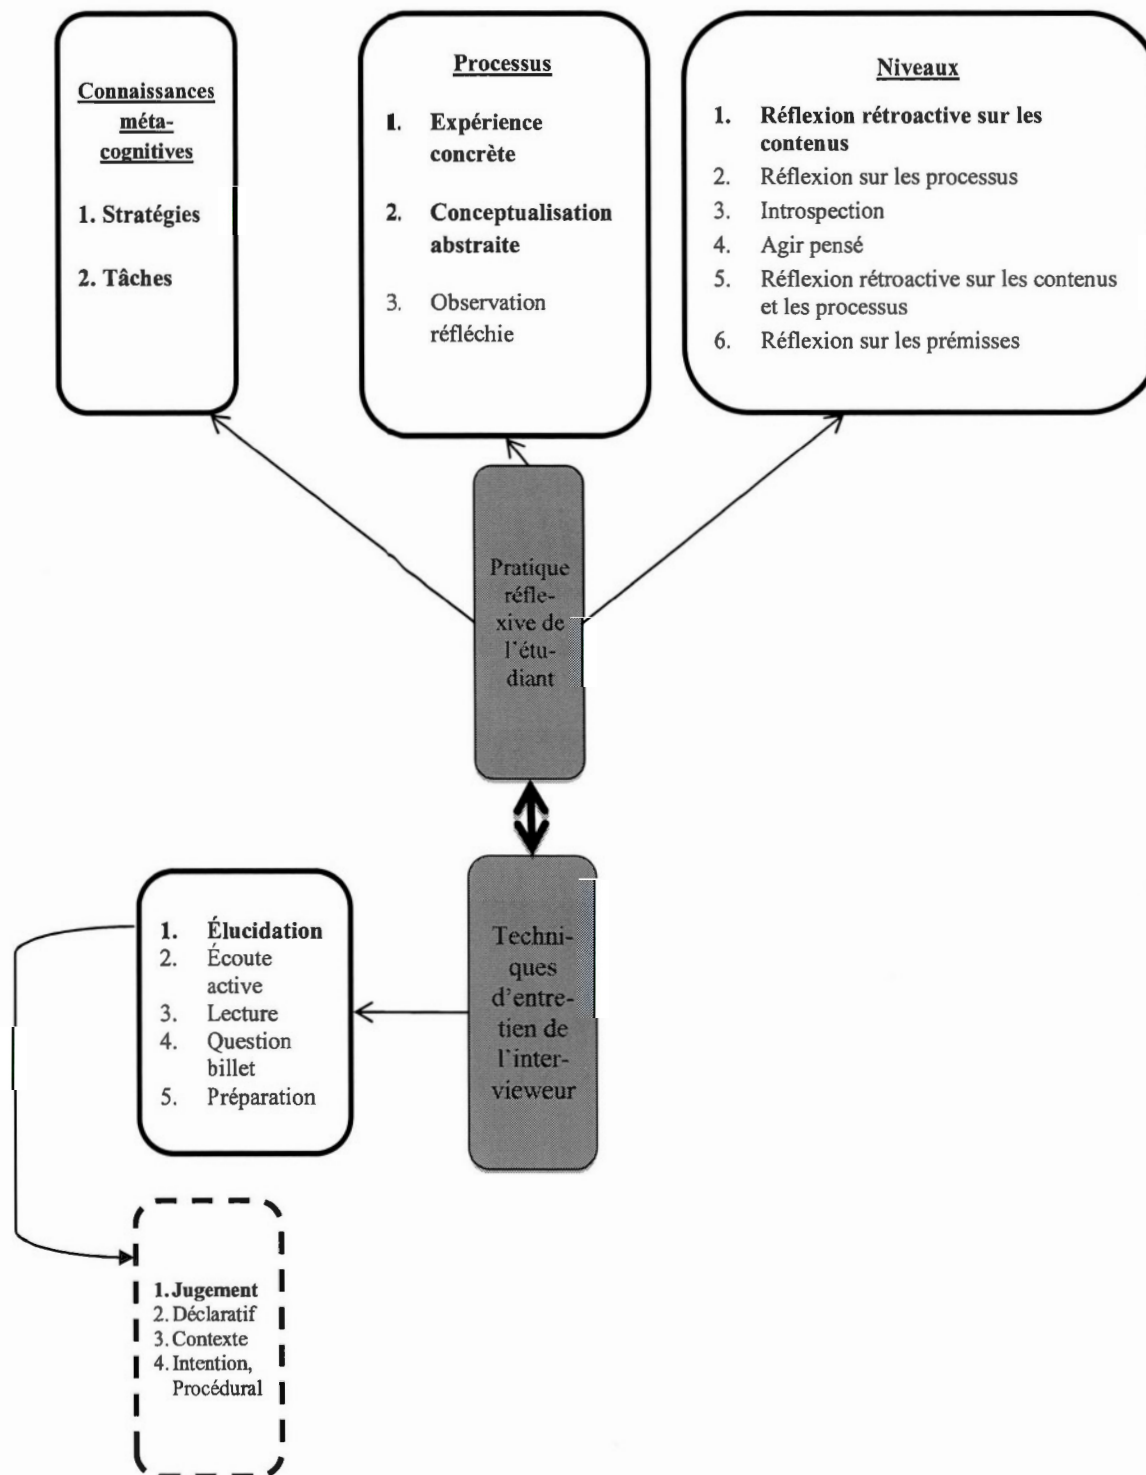 Connaissances
méta-
cognitives
1. Stratégies
2. Tâches
Processus
1. Expérience
concrète
2. Conceptualisation
abstraite
3. Observation
réfléchie
Niveaux
1. Réflexion rétroactive sur les
contenus
2. Réflexion sur les processus
3. Introspection
4. Agir pensé
5. Réflexion rétroactive sur les contenus
et les processus
6. Réflexion sur les prémisses
Pratique
réfle-
xive de
l'étu-
diant
Techni-
ques
d'entre-
tien de
l'inter-
vieweur
1. Élucidation
2. Écoute
active
3. Lecture
4. Question
billet
5. Préparation
1. Jugement
2. Déclaratif
3. Contexte
4. Intention,
Procédural